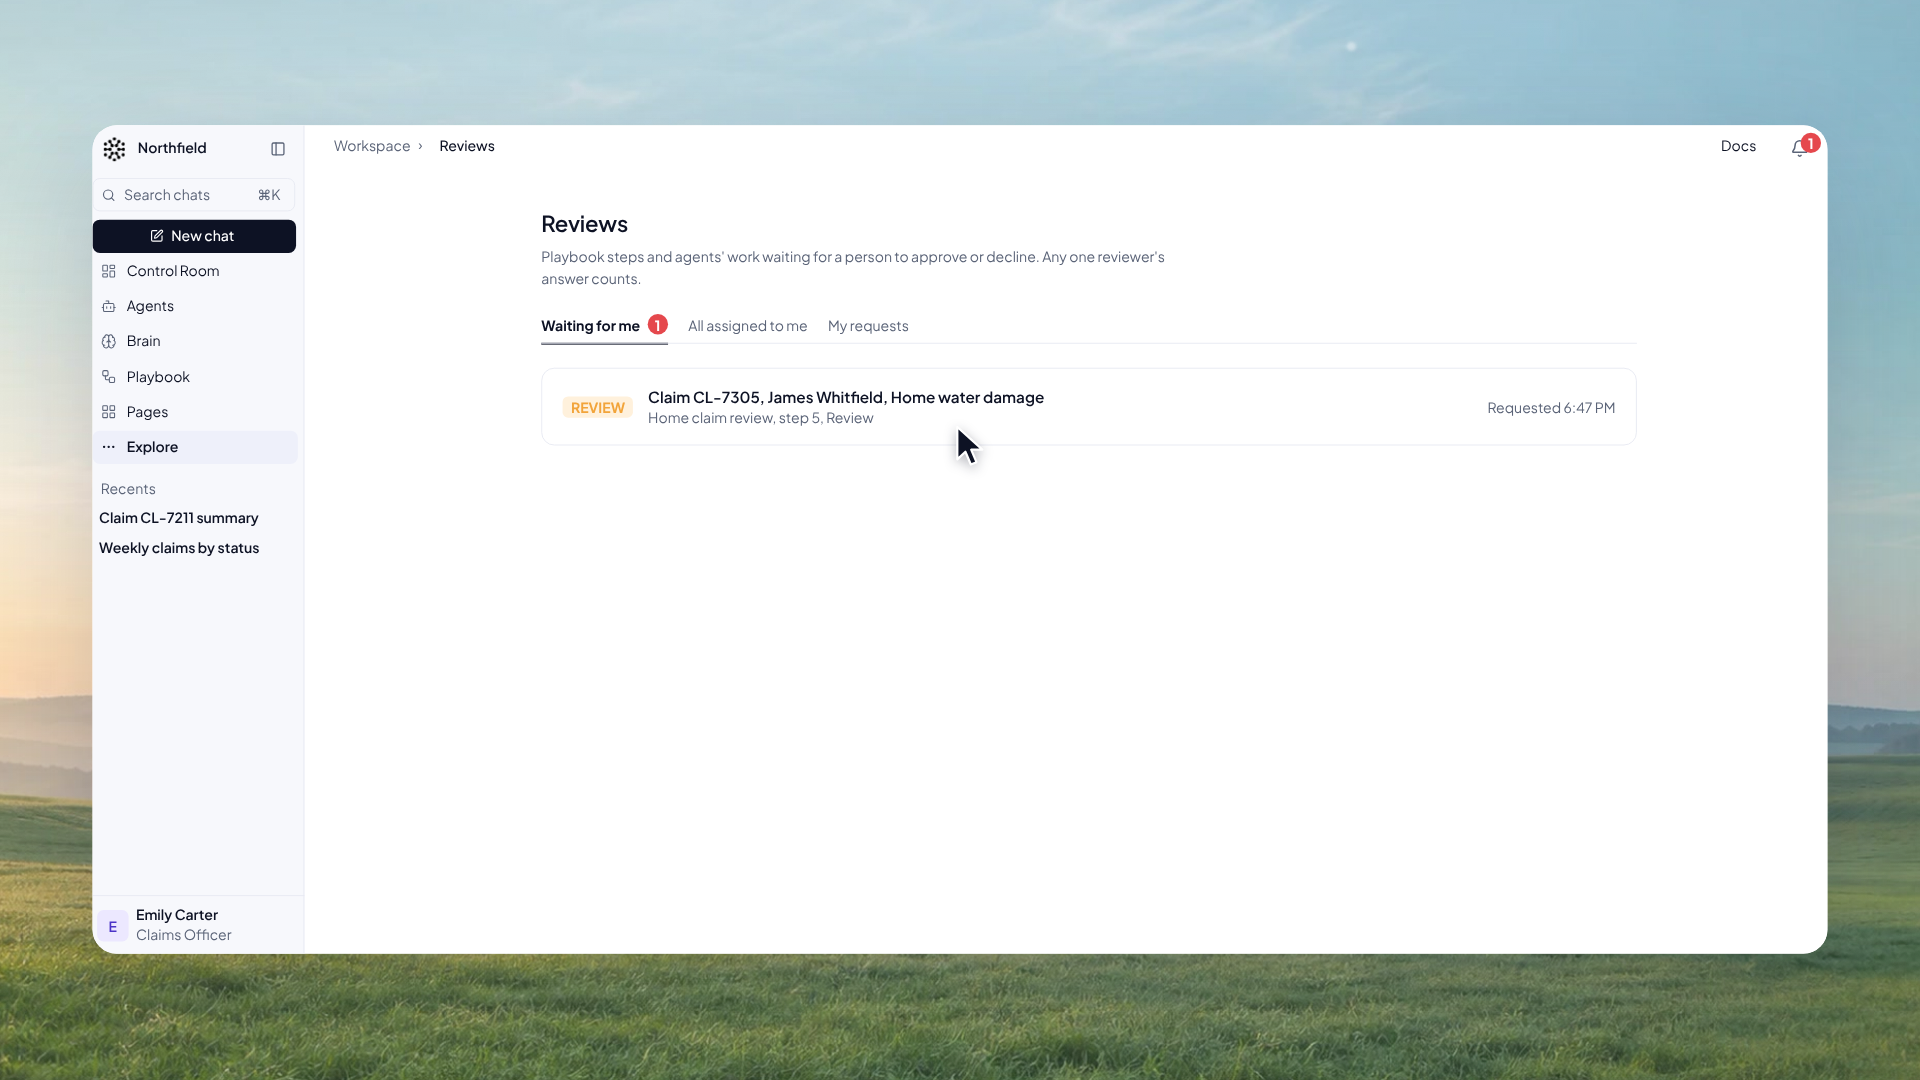 Northfield
Search chats ⌘K
New chat
Control Room
Agents
Brain
Playbook
Pages
Explore
Recents
Claim CL-7211 summary
Weekly claims by status
E
Emily Carter
Claims Officer
Workspace › Reviews
Docs
1
Reviews
Playbook steps and agents' work waiting for a person to approve or decline. Any one reviewer's
answer counts.
Waiting for me 1 All assigned to me My requests
REVIEW
Claim CL-7305, James Whitfield, Home water damage
Home claim review, step 5, Review
Requested 6:47 PM